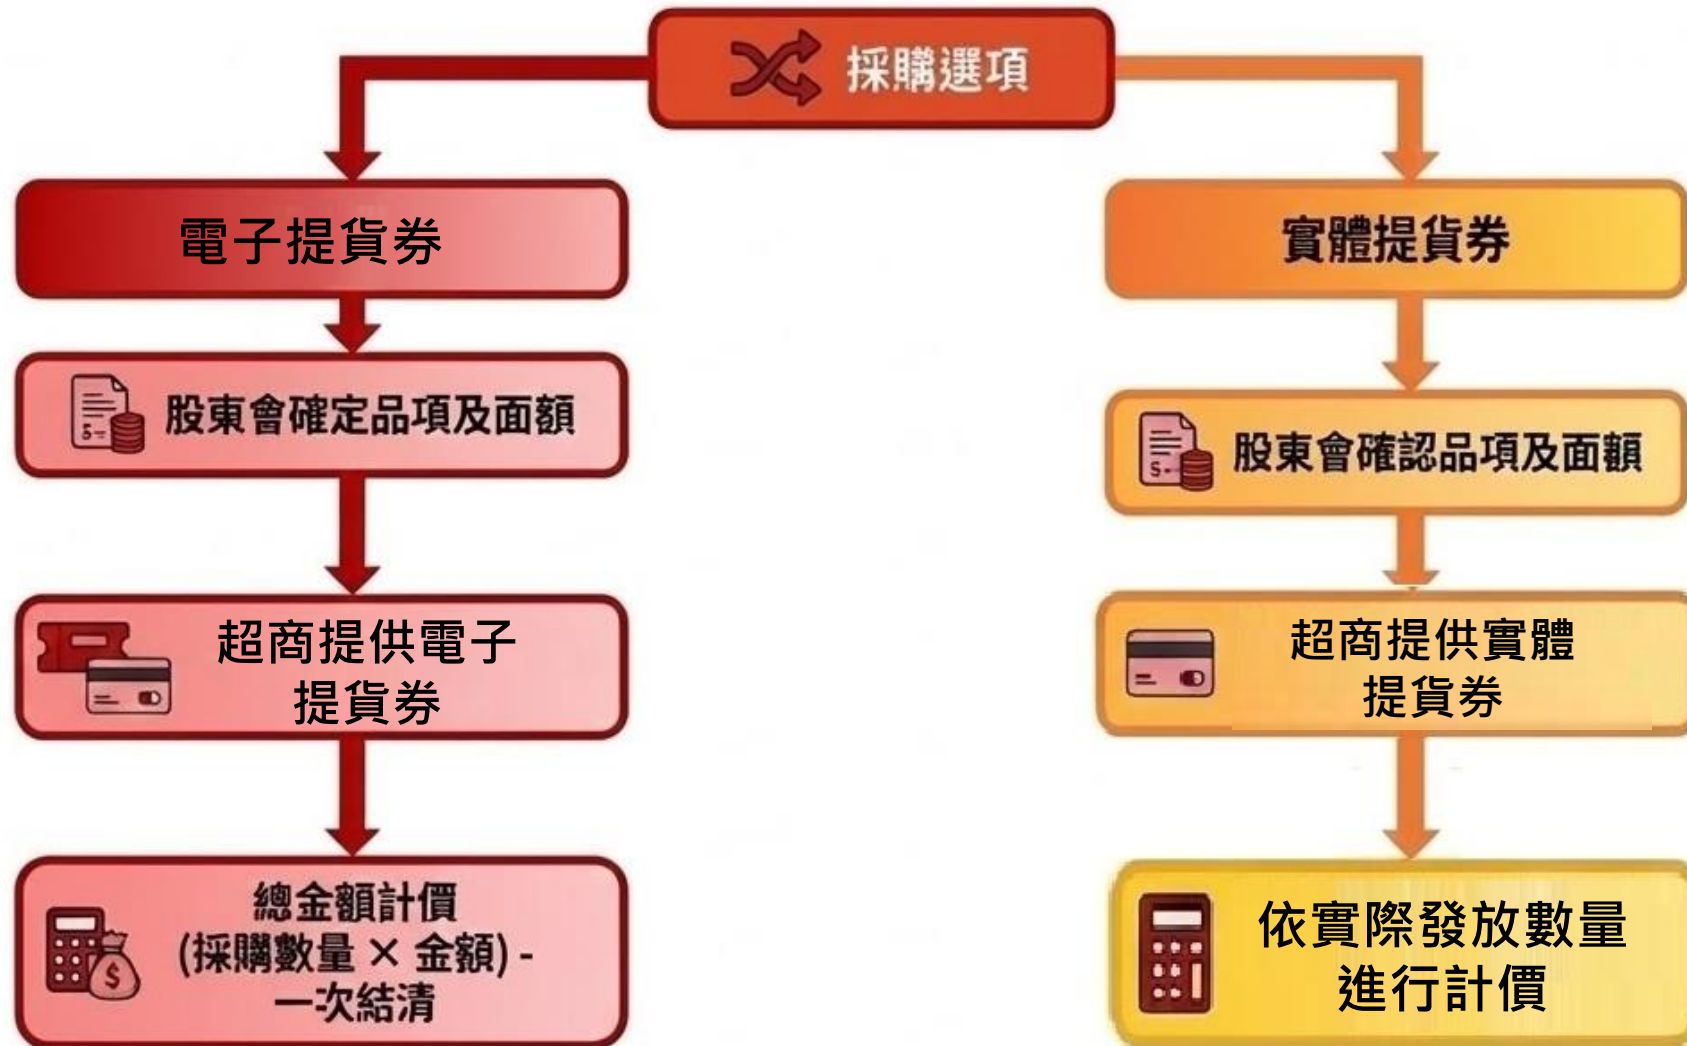 採購選項
電子提貨券
股東會確定品項及面額
超商提供電子
提貨券
總金額計價
(採購數量 × 金額) -
一次結清
實體提貨券
股東會確認品項及面額
超商提供實體
提貨券
依實際發放數量
進行計價